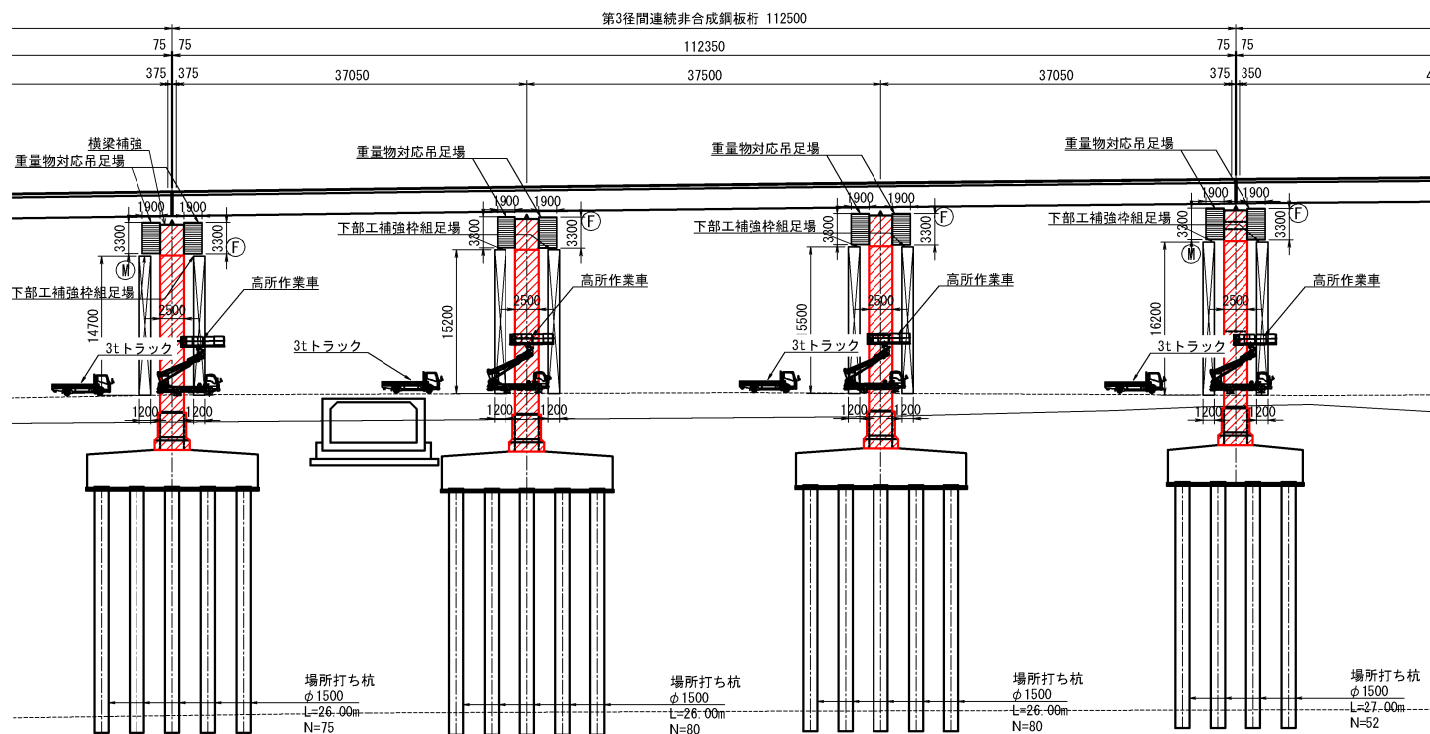 第3径間連続非合成鋼板桁 112500
75 75
112350
75 75
375 375
37050
37500
37050
375 350
横梁補強
重量物対応吊足場
重量物対応吊足場
重量物対応吊足場
重量物対応吊足場
1900 1900
1900 1900
1900 1900
1900 1900
下部工補強枠組足場
下部工補強枠組足場
下部工補強枠組足場
下部工補強枠組足場
3300 3300
3300 3300
3300 3300
3300 3300
F
F
F
F
M
M
高所作業車
高所作業車
高所作業車
高所作業車
14700
15200
5500
16200
2500
2500
2500
2500
3tトラック
3tトラック
3tトラック
3tトラック
1200 1200
1200 1200
1200 1200
1200 1200
場所打ち杭
φ1500
L=26.00m
N=75
場所打ち杭
φ1500
L=26.00m
N=80
場所打ち杭
φ1500
L=26.00m
N=80
場所打ち杭
φ1500
L=27.00m
N=52